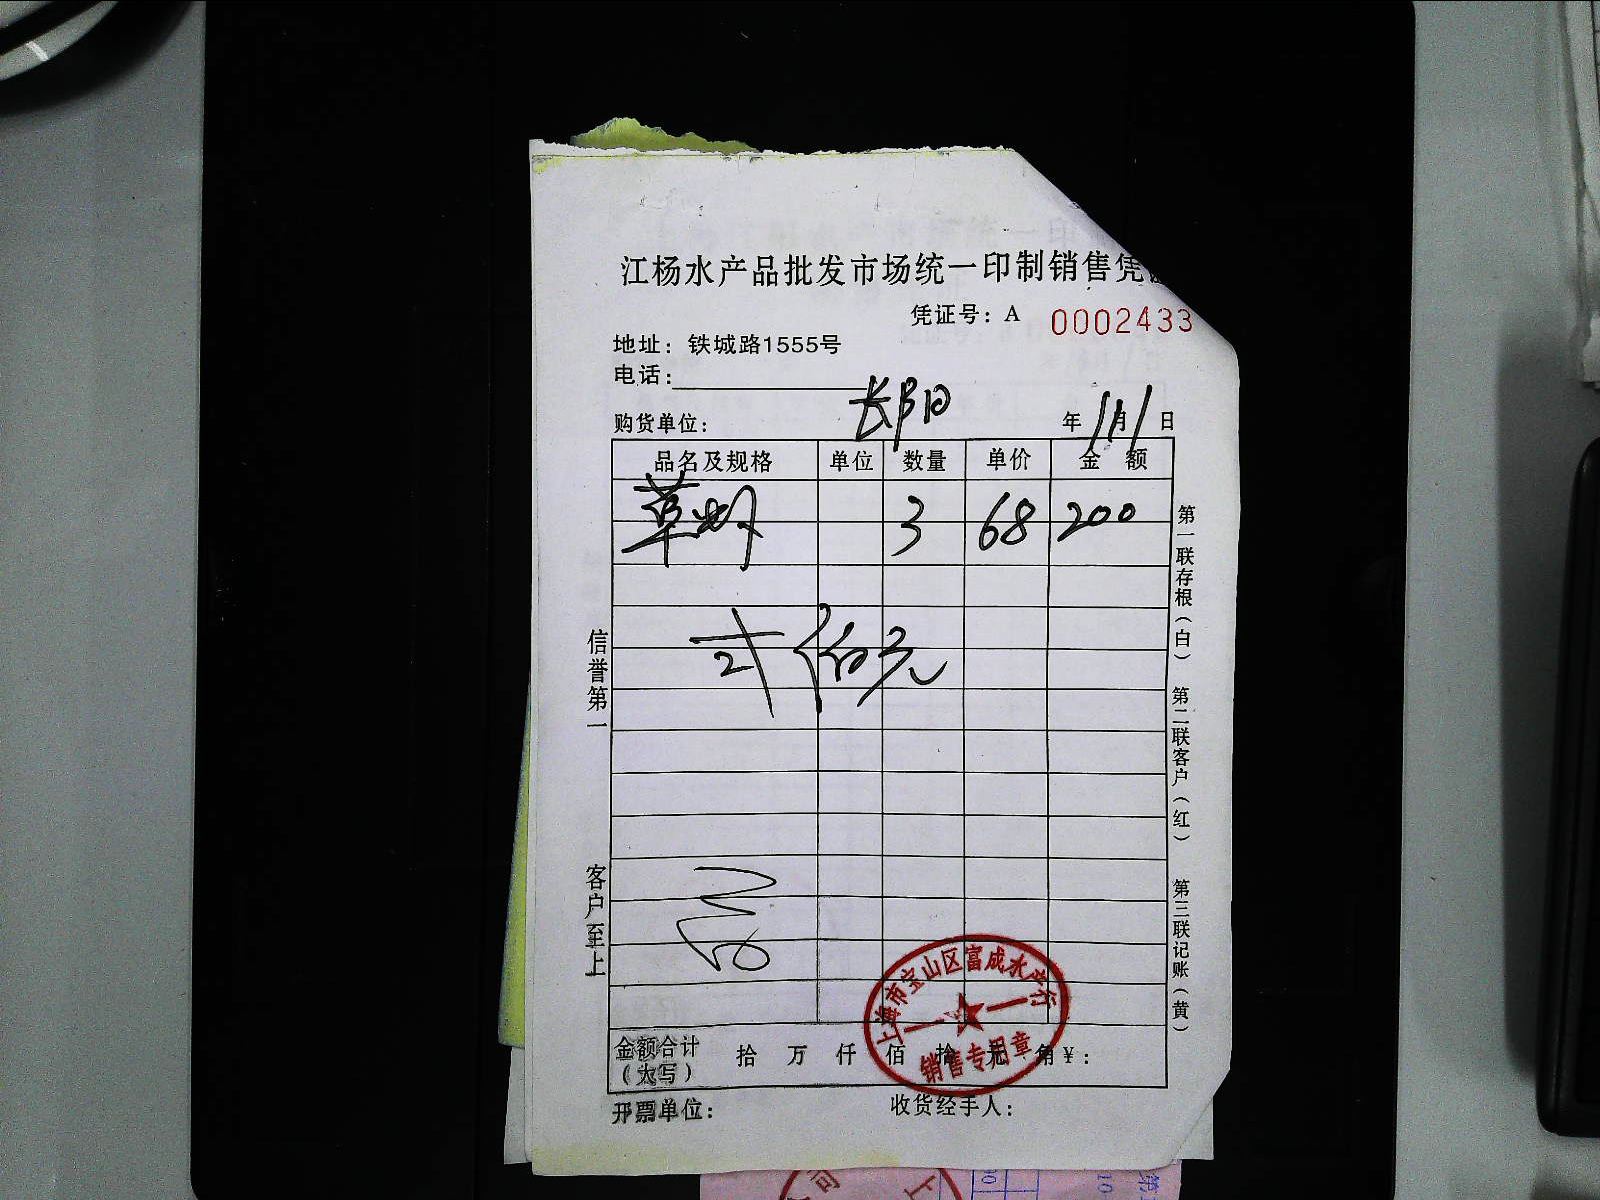 江杨水产品批发市场统一印制销售凭
凭证号：A 0002433
地址：铁城路1555号
电话：
购货单位： 长阳 年1月1日
品名及规格 单位 数量 单价 金额
草虾 3 68 200
弍佰元
信誉第一
客户至上
第一联存根（白） 第二联客户（红） 第三联记账（黄）
上海市宝山区富成水产行
销售专用章
金额合计（大写） 拾 万 仟 佰 拾 元 角 ¥：
开票单位： 收货经手人：